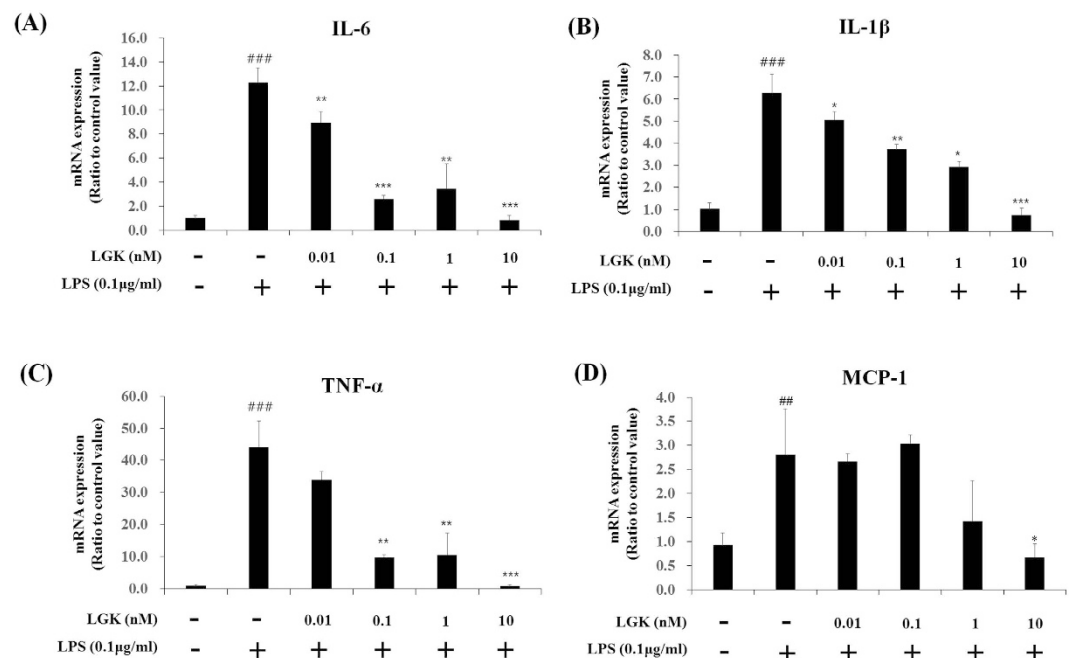 (A)
IL-6
mRNA expression
(Ratio to control value)
16.0
14.0
12.0
10.0
8.0
6.0
4.0
2.0
0.0
###
**
***
**
***
LGK (nM) - - 0.01 0.1 1 10
LPS (0.1μg/ml) - + + + + +
(B)
IL-1β
mRNA expression
(Ratio to control value)
8.0
7.0
6.0
5.0
4.0
3.0
2.0
1.0
0.0
###
*
**
*
***
LGK (nM) - - 0.01 0.1 1 10
LPS (0.1μg/ml) - + + + + +
(C)
TNF-α
mRNA expression
(Ratio to control value)
60.0
50.0
40.0
30.0
20.0
10.0
0.0
###
**
**
***
LGK (nM) - - 0.01 0.1 1 10
LPS (0.1μg/ml) - + + + + +
(D)
MCP-1
mRNA expression
(Ratio to control value)
4.0
3.5
3.0
2.5
2.0
1.5
1.0
0.5
0.0
##
*
LGK (nM) - - 0.01 0.1 1 10
LPS (0.1μg/ml) - + + + + +